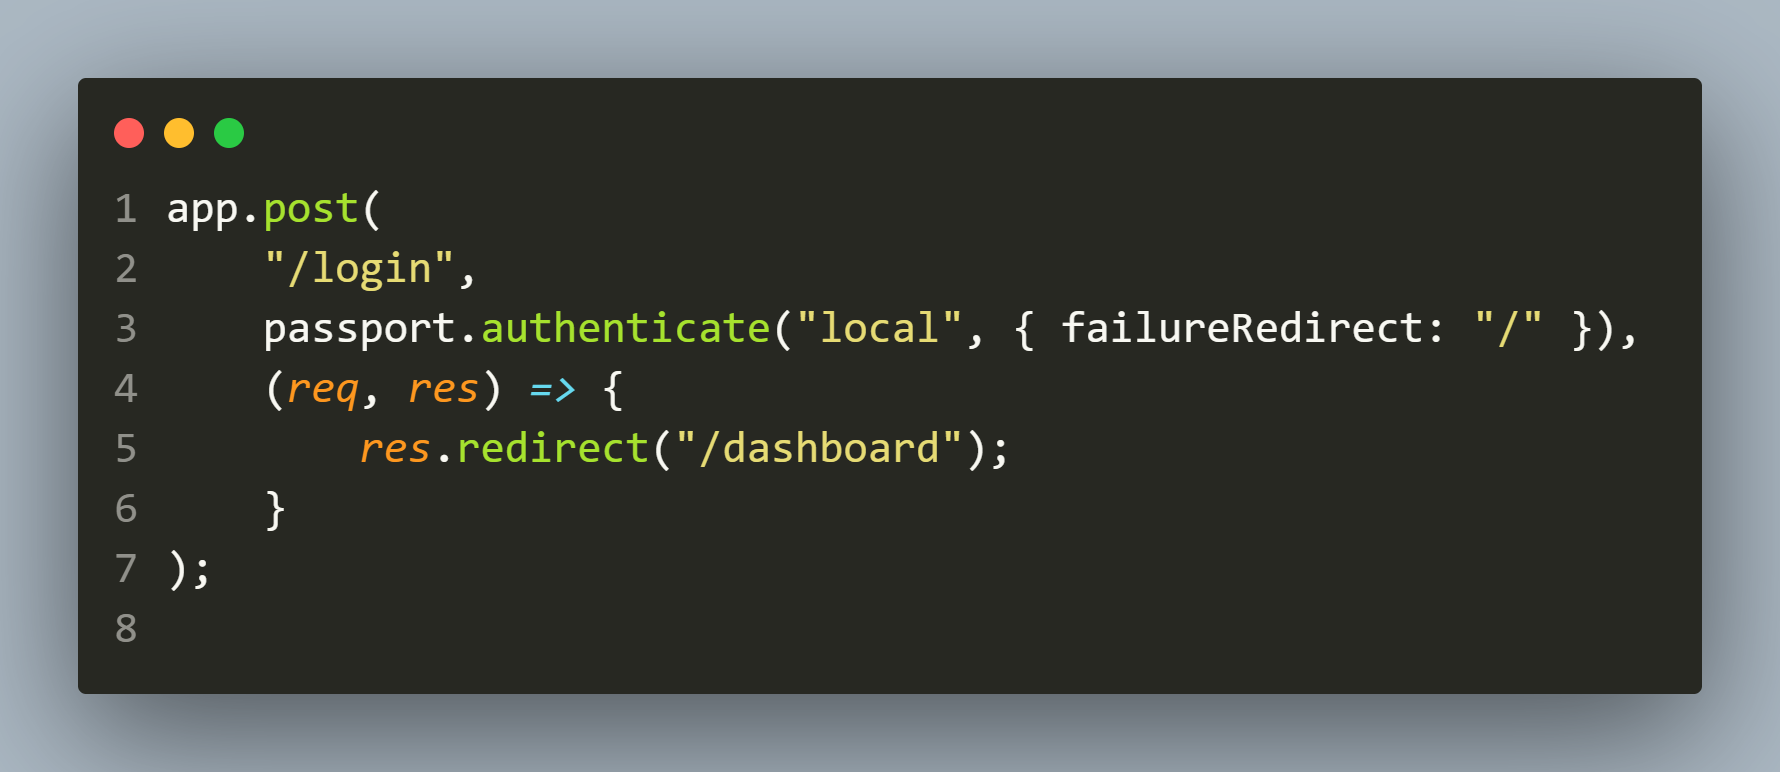 1 app.post(
2     "/login",
3     passport.authenticate("local", { failureRedirect: "/" }),
4     (req, res) => {
5         res.redirect("/dashboard");
6     }
7 );
8